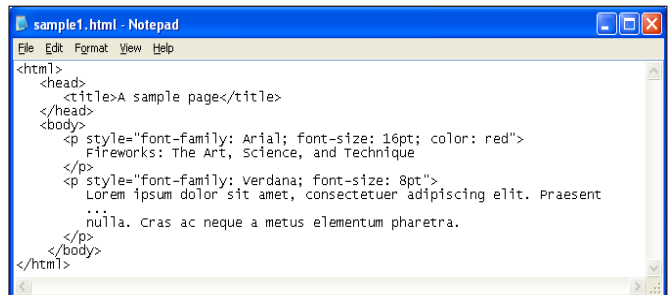 sample1.html - Notepad
File Edit Format View Help
<html>
<head>
<title>A sample page</title>
</head>
<body>
<p style="font-family: Arial; font-size: 16pt; color: red">
Fireworks: The Art, Science, and Technique
</p>
<p style="font-family: Verdana; font-size: 8pt">
Lorem ipsum dolor sit amet, consectetuer adipiscing elit. Praesent
...
nulla. Cras ac neque a metus elementum pharetra.
</p>
</body>
</html>